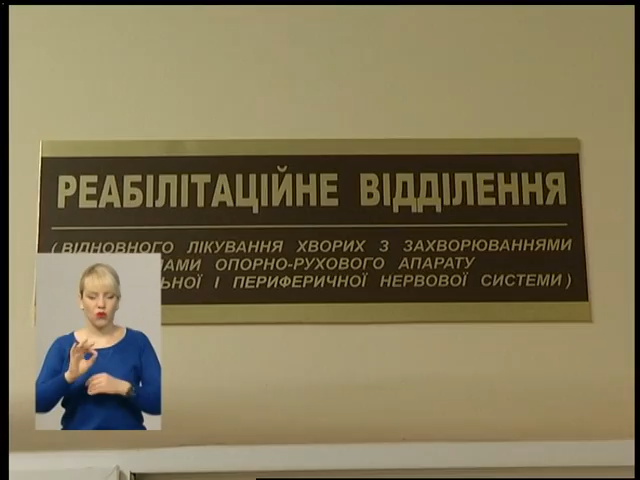 РЕАБІЛІТАЦІЙНЕ ВІДДІЛЕННЯ
(ВІДНОВНОГО ЛІКУВАННЯ ХВОРИХ З ЗАХВОРЮВАННЯМИ
ОПОРНО-РУХОВОГО АПАРАТУ
І ПЕРИФЕРИЧНОЇ НЕРВОВОЇ СИСТЕМИ)